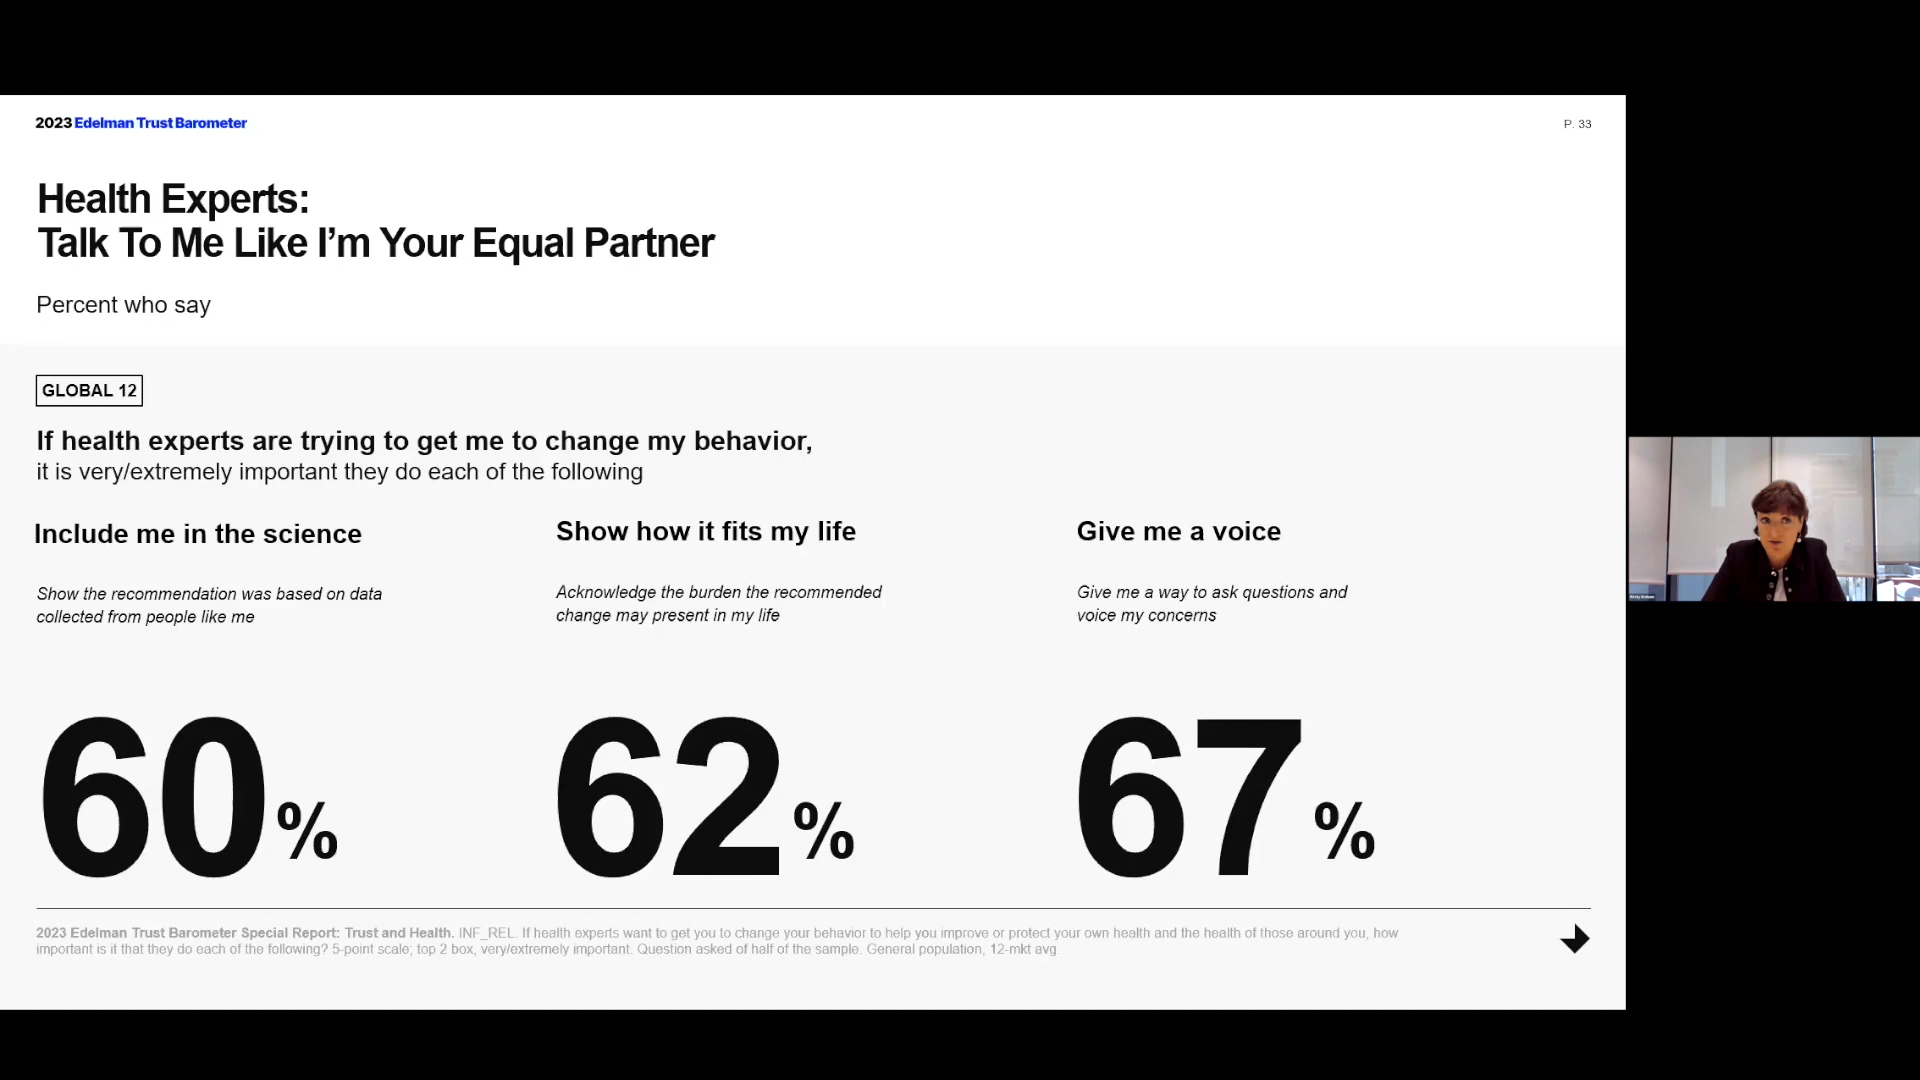 2023 Edelman Trust Barometer
P. 33
Health Experts:
Talk To Me Like I'm Your Equal Partner
Percent who say
GLOBAL 12
If health experts are trying to get me to change my behavior,
it is very/extremely important they do each of the following
Include me in the science
Show the recommendation was based on data
collected from people like me
60%
Show how it fits my life
Acknowledge the burden the recommended
change may present in my life
62%
Give me a voice
Give me a way to ask questions and
voice my concerns
67%
2023 Edelman Trust Barometer Special Report: Trust and Health. INF_REL. If health experts want to get you to change your behavior to help you improve or protect your own health and the health of those around you, how
important is it that they do each of the following? 5-point scale; top 2 box, very/extremely important. Question asked of half of the sample. General population, 12-mkt avg.